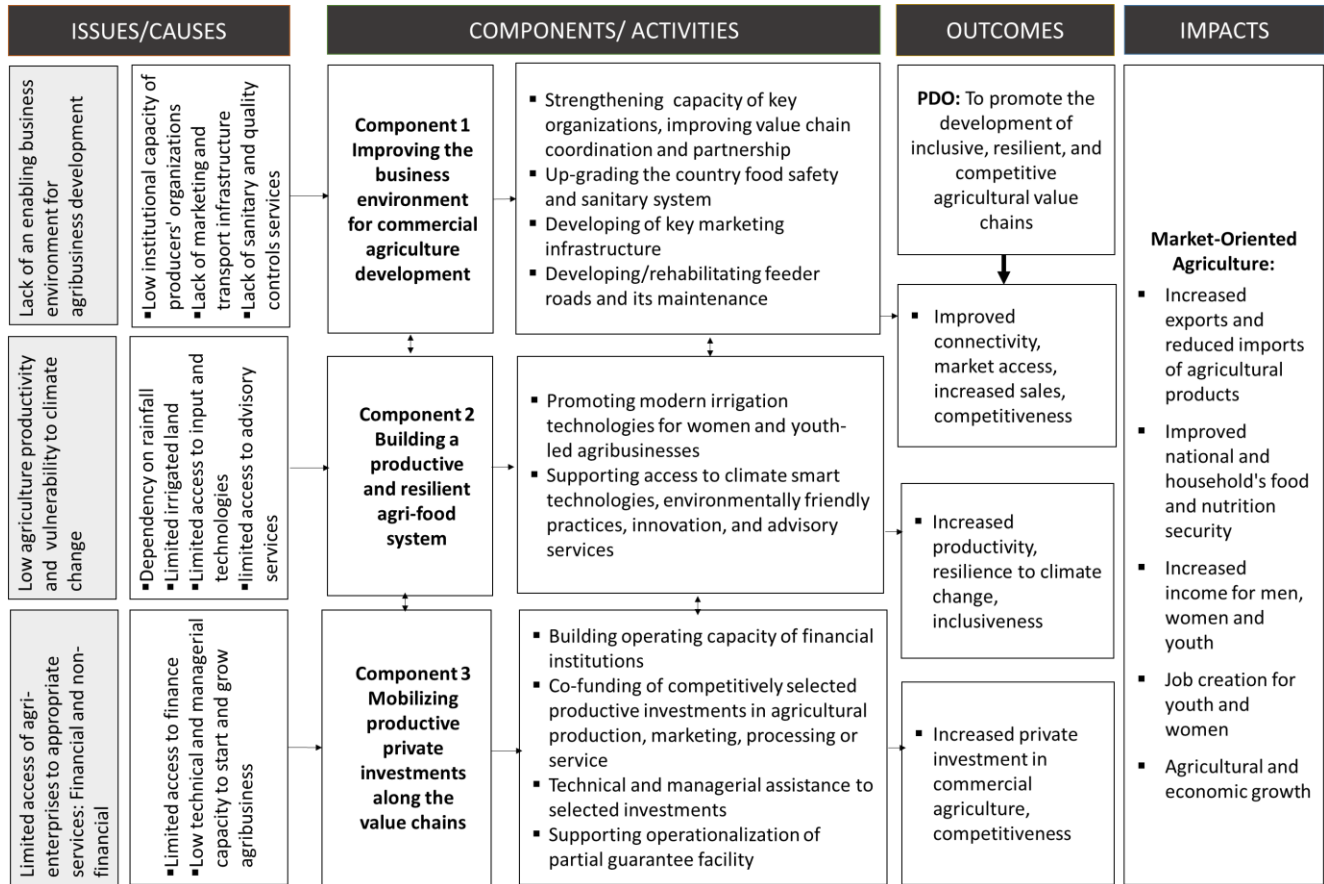 ISSUES/CAUSES
COMPONENTS/ ACTIVITIES
OUTCOMES
IMPACTS
Lack of an enabling business
environment for
agribusiness development
▪Low institutional capacity of
producers' organizations
▪Lack of marketing and
transport infrastructure
▪Lack of sanitary and quality
controls services
Component 1
Improving the
business
environment
for commercial
agriculture
development
▪ Strengthening capacity of key
organizations, improving value chain
coordination and partnership
▪ Up-grading the country food safety
and sanitary system
▪ Developing of key marketing
infrastructure
▪ Developing/rehabilitating feeder
roads and its maintenance
Low agriculture productivity
and vulnerability to climate
change
▪Dependency on rainfall
▪Limited irrigated land
▪Limited access to input and
technologies
▪limited access to advisory
services
Component 2
Building a
productive
and resilient
agri-food
system
▪ Promoting modern irrigation
technologies for women and youth-
led agribusinesses
▪ Supporting access to climate smart
technologies, environmentally friendly
practices, innovation, and advisory
services
Limited access of agri-
enterprises to appropriate
services: Financial and non-
financial
▪Limited access to finance
▪Low technical and managerial
capacity to start and grow
agribusiness
Component 3
Mobilizing
productive
private
investments
along the
value chains
▪ Building operating capacity of financial
institutions
▪ Co-funding of competitively selected
productive investments in agricultural
production, marketing, processing or
service
▪ Technical and managerial assistance to
selected investments
▪ Supporting operationalization of
partial guarantee facility
PDO: To promote the
development of
inclusive, resilient, and
competitive
agricultural value
chains
▪ Improved
connectivity,
market access,
increased sales,
competitiveness
▪ Increased
productivity,
resilience to climate
change,
inclusiveness
▪ Increased private
investment in
commercial
agriculture,
competitiveness
Market-Oriented
Agriculture:
▪ Increased
exports and
reduced imports
of agricultural
products
▪ Improved
national and
household's food
and nutrition
security
▪ Increased
income for men,
women and
youth
▪ Job creation for
youth and
women
▪ Agricultural and
economic growth